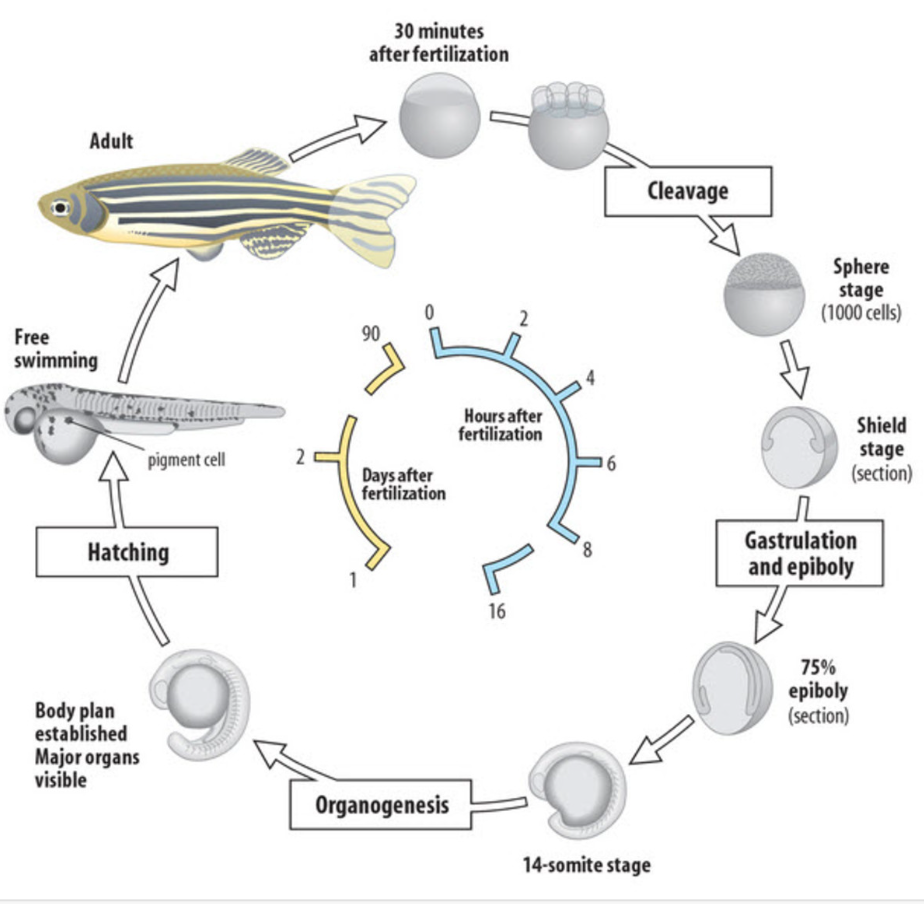 30 minutes
after fertilization
Adult
Cleavage
Sphere
stage
(1000 cells)
Free
swimming
90
0
2
4
Hours after
fertilization
Shield
stage
(section)
pigment cell
2
Days after
fertilization
6
Hatching
Gastrulation
and epiboly
1
8
16
75%
epiboly
(section)
Body plan
established
Major organs
visible
Organogenesis
14-somite stage